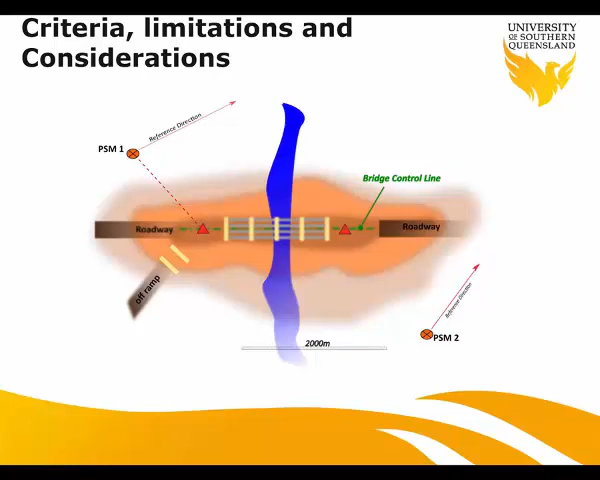 Criteria, limitations and
Considerations
UNIVERSITY
OF SOUTHERN
QUEENSLAND
Reference Direction
PSM 1
Bridge Control Line
Roadway
Roadway
off ramp
Reference Direction
PSM 2
2000m